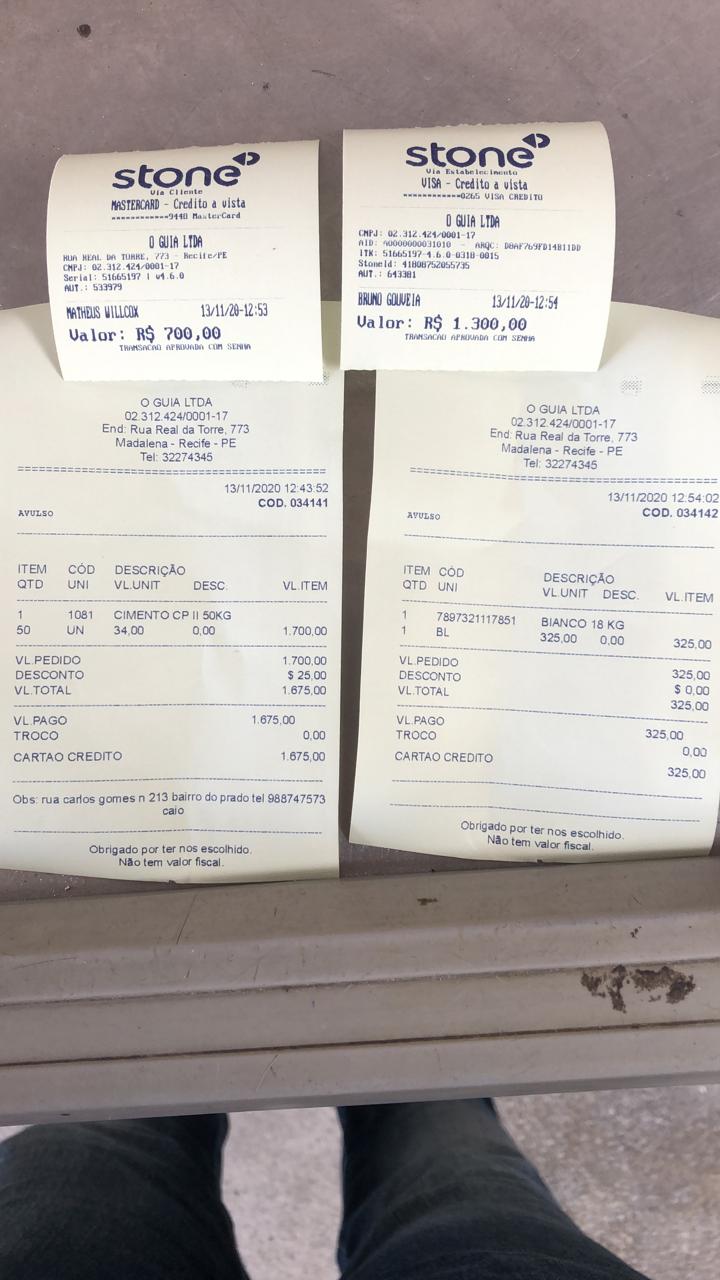 stone
Via Cliente
MASTERCARD - Credito a vista
************9448 MasterCard
O GUIA LTDA
RUA REAL DA TORRE, 773 - Recife/PE
CMPJ: 02.312.424/0001-17
Serial: 51665197 | v4.6.0
AUT.: 533979
MATHEUS WILLCOX 13/11/20-12:53
Valor: R$ 700,00
TRANSACAO APROVADA COM SENHA
stone
Via Estabelecimento
VISA - Credito a vista
************0265 VISA CREDITO
O GUIA LTDA
CMPJ: 02.312.424/0001-17
AID: A0000000031010 - ARQC: D8AF769FD14811DD
ITK: 51665197-4.6.0-0318-0015
StoneId: 41808752055735
AUT.: 643381
BRUNO GOUVEIA 13/11/20-12:54
Valor: R$ 1.300,00
TRANSACAO APROVADA COM SENHA
O GUIA LTDA
02.312.424/0001-17
End: Rua Real da Torre, 773
Madalena - Recife - PE
Tel: 32274345
13/11/2020 12:43:52
COD. 034141
AVULSO
ITEM CÓD DESCRIÇÃO
QTD UNI VL.UNIT DESC. VL.ITEM
1 1081 CIMENTO CP II 50KG
50 UN 34,00 0,00 1.700,00
VL.PEDIDO 1.700,00
DESCONTO $ 25,00
VL.TOTAL 1.675,00
VL.PAGO 1.675,00
TROCO 0,00
CARTAO CREDITO 1.675,00
Obs: rua carlos gomes n 213 bairro do prado tel 988747573
caio
Obrigado por ter nos escolhido.
Não tem valor fiscal.
O GUIA LTDA
02.312.424/0001-17
End: Rua Real da Torre, 773
Madalena - Recife - PE
Tel: 32274345
13/11/2020 12:54:02
COD. 034142
AVULSO
ITEM CÓD DESCRIÇÃO
QTD UNI VL.UNIT DESC. VL.ITEM
1 7897321117851 BIANCO 18 KG
1 BL 325,00 0,00 325,00
VL.PEDIDO 325,00
DESCONTO $ 0,00
VL.TOTAL 325,00
VL.PAGO 325,00
TROCO 0,00
CARTAO CREDITO 325,00
Obrigado por ter nos escolhido.
Não tem valor fiscal.